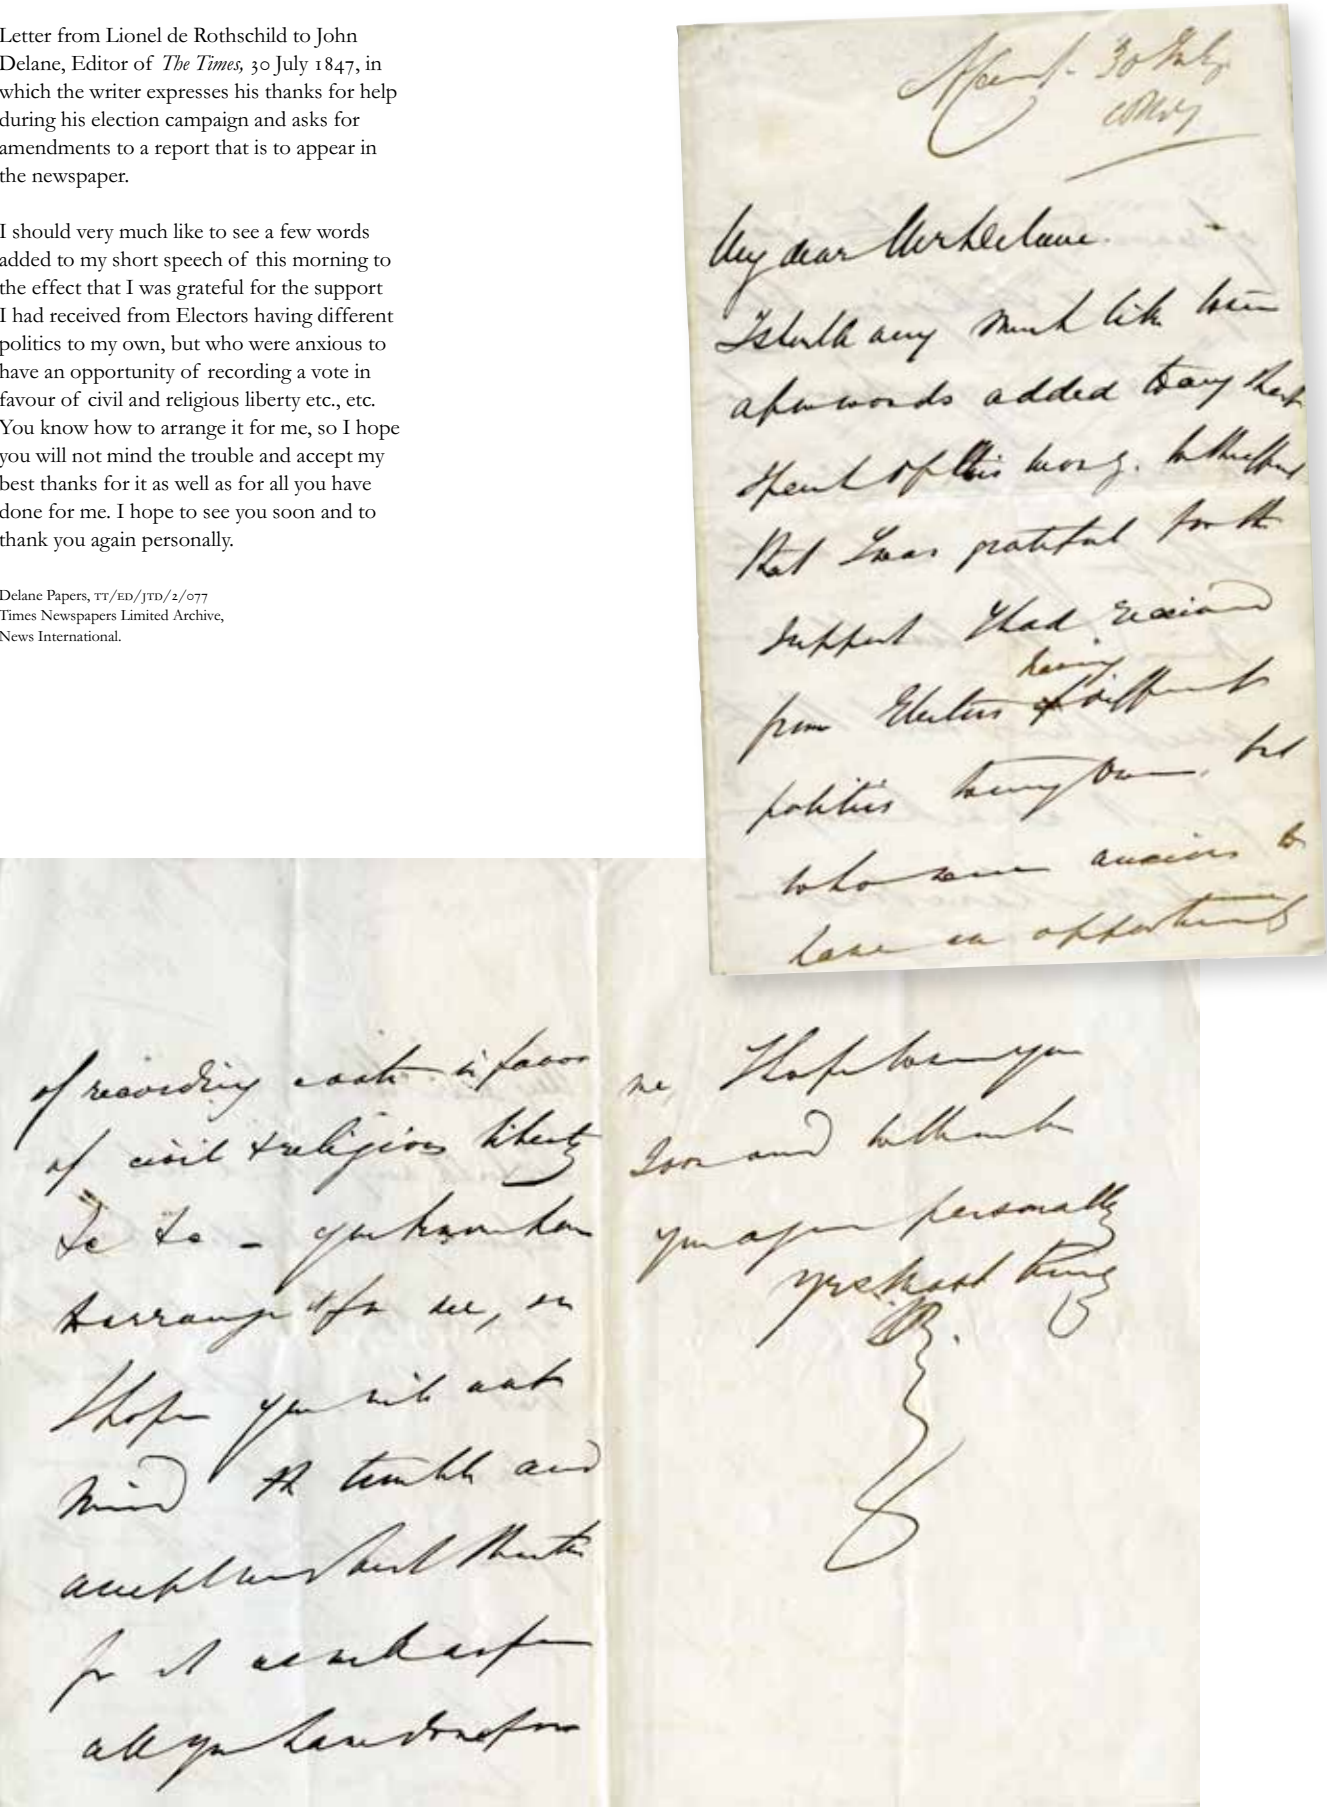 Letter from Lionel de Rothschild to John
Delane, Editor of The Times, 30 July 1847, in
which the writer expresses his thanks for help
during his election campaign and asks for
amendments to a report that is to appear in
the newspaper.
I should very much like to see a few words
added to my short speech of this morning to
the effect that I was grateful for the support
I had received from Electors having different
politics to my own, but who were anxious to
have an opportunity of recording a vote in
favour of civil and religious liberty etc., etc.
You know how to arrange it for me, so I hope
you will not mind the trouble and accept my
best thanks for it as well as for all you have
done for me. I hope to see you soon and to
thank you again personally.
Delane Papers, TT/ED/JTD/2/077
Times Newspapers Limited Archive,
News International.
30 July
My dear Mr Delane.
I should very much like to see
a few words added to my short
speech of this morng. to the effect
that I was grateful for the
support I had received
having
from Electors of different
politics to my own, but
who were anxious to
have an opportunity
of recording a vote in favor
of civil & religious liberty
&c &c – you know how
to arrange it for me, so
I hope you will not
mind the trouble and
accept my best thanks
for it as well as for
all you have done for
me, I hope to see you
soon and to thank
you again personally
yrs most truly